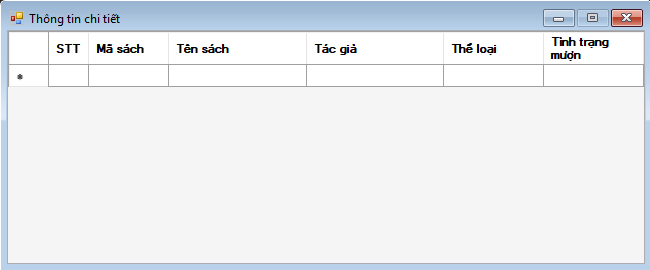 Thông tin chi tiết
STT Mã sách Tên sách Tác giả Thể loại Tình trạng
mượn
*